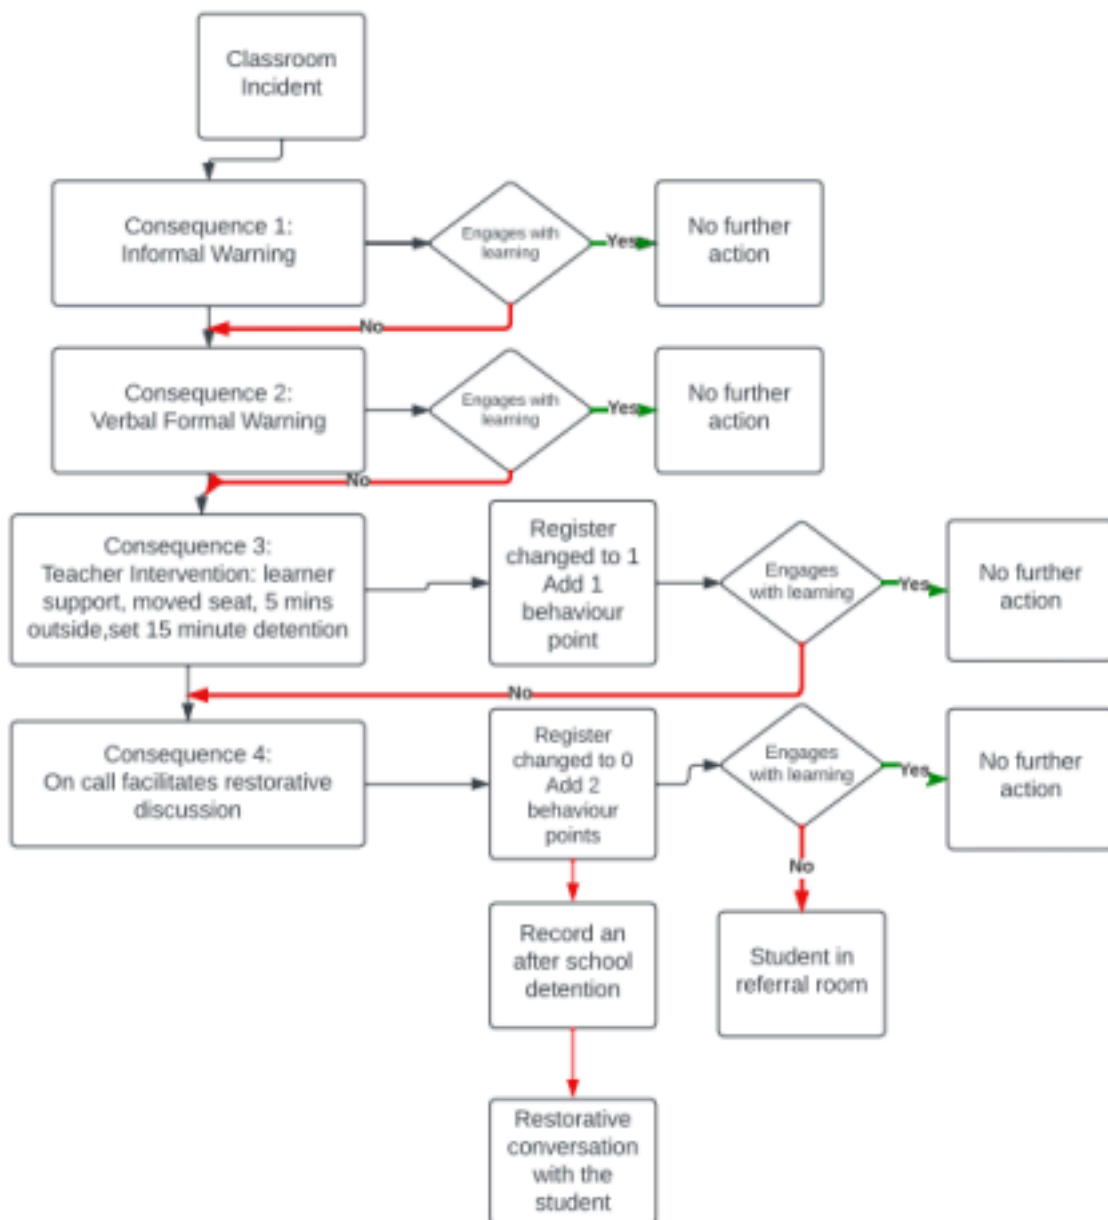 Classroom
Incident
Consequence 1:
Informal Warning
Engages with
learning
Yes
No further
action
No
Consequence 2:
Verbal Formal Warning
Engages with
learning
Yes
No further
action
No
Consequence 3:
Teacher Intervention: learner
support, moved seat, 5 mins
outside,set 15 minute detention
Register
changed to 1
Add 1
behaviour
point
Engages
with learning
Yes
No further
action
No
Consequence 4:
On call facilitates restorative
discussion
Register
changed to 0
Add 2
behaviour
points
Engages
with learning
Yes
No further
action
No
Record an
after school
detention
Student in
referral room
Restorative
conversation
with the
student